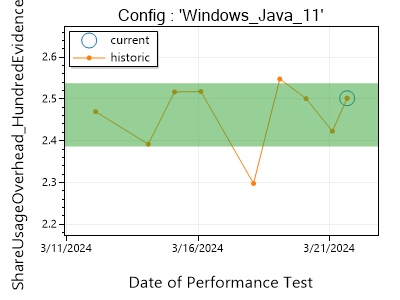 Config : 'Windows_Java_11'
current
historic
ShareUsageOverhead_HundredEvidence
2.6
2.5
2.4
2.3
2.2
3/11/2024
3/16/2024
3/21/2024
Date of Performance Test